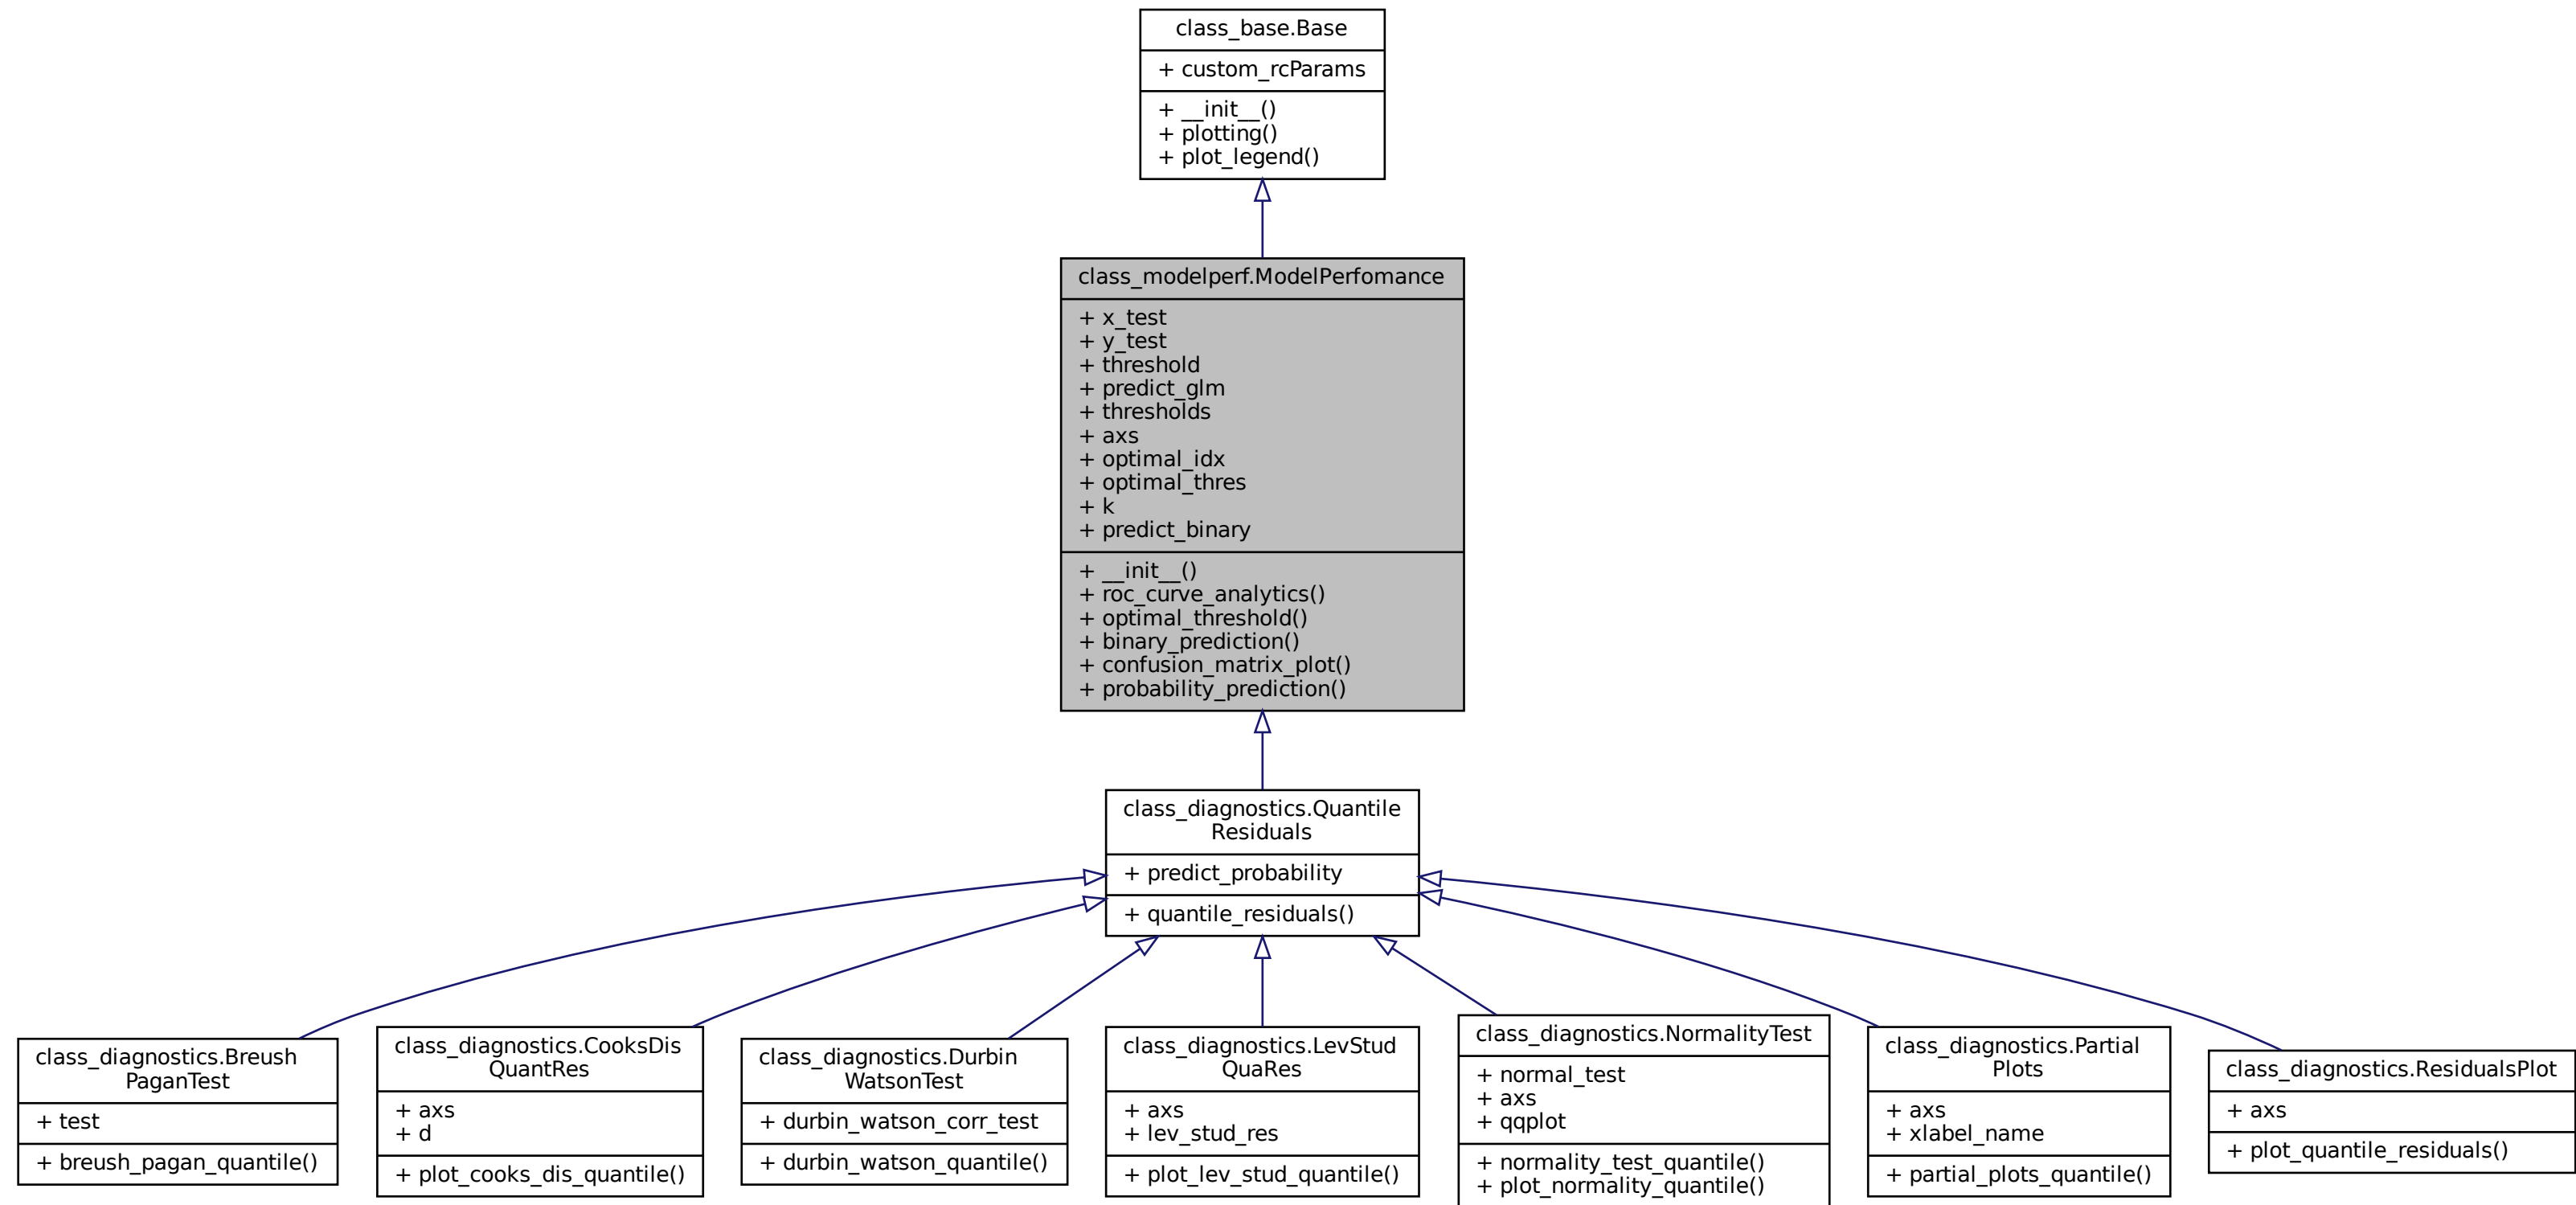 class_base.Base
+ custom_rcParams
+ __init__()
+ plotting()
+ plot_legend()
class_modelperf.ModelPerfomance
+ x_test
+ y_test
+ threshold
+ predict_glm
+ thresholds
+ axs
+ optimal_idx
+ optimal_thres
+ k
+ predict_binary
+ __init__()
+ roc_curve_analytics()
+ optimal_threshold()
+ binary_prediction()
+ confusion_matrix_plot()
+ probability_prediction()
class_diagnostics.Quantile
Residuals
+ predict_probability
+ quantile_residuals()
class_diagnostics.Breush
PaganTest
+ test
+ breush_pagan_quantile()
class_diagnostics.CooksDis
QuantRes
+ axs
+ d
+ plot_cooks_dis_quantile()
class_diagnostics.Durbin
WatsonTest
+ durbin_watson_corr_test
+ durbin_watson_quantile()
class_diagnostics.LevStud
QuaRes
+ axs
+ lev_stud_res
+ plot_lev_stud_quantile()
class_diagnostics.NormalityTest
+ normal_test
+ axs
+ qqplot
+ normality_test_quantile()
+ plot_normality_quantile()
class_diagnostics.Partial
Plots
+ axs
+ xlabel_name
+ partial_plots_quantile()
class_diagnostics.ResidualsPlot
+ axs
+ plot_quantile_residuals()